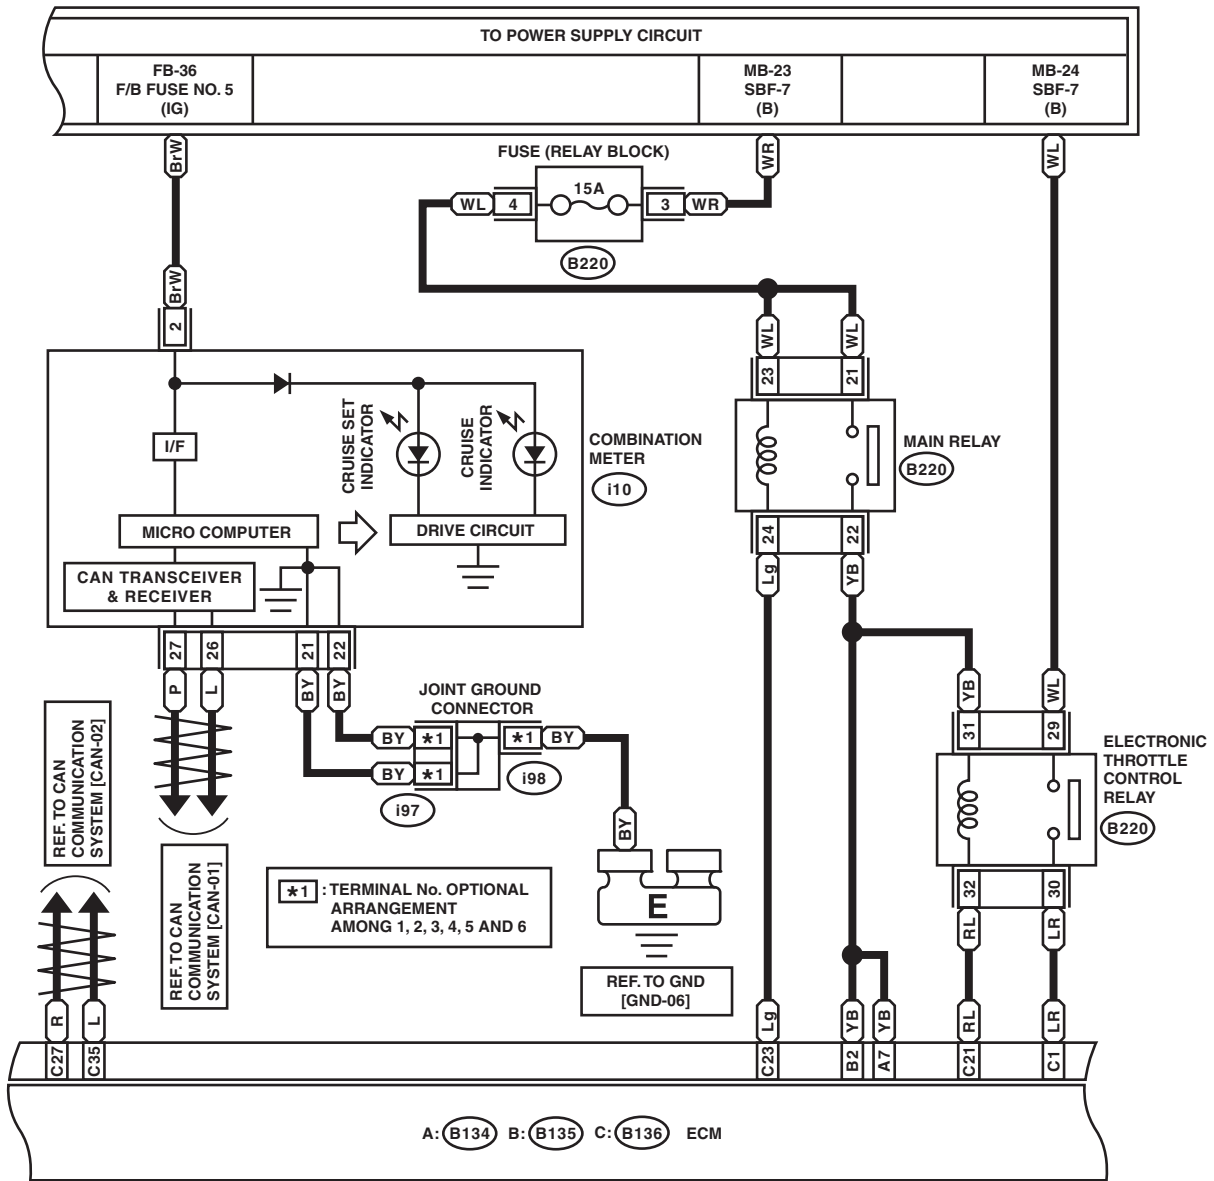 TO POWER SUPPLY CIRCUIT
FB-36
F/B FUSE NO. 5
(IG)
MB-23
SBF-7
(B)
MB-24
SBF-7
(B)
BrW
WR
WL
FUSE (RELAY BLOCK)
15A
WL
4
3
WR
B220
BrW
2
WL
WL
23
21
I/F
CRUISE SET
INDICATOR
CRUISE
INDICATOR
COMBINATION
METER
i10
MAIN RELAY
B220
MICRO COMPUTER
DRIVE CIRCUIT
CAN TRANSCEIVER
& RECEIVER
24
22
Lg
YB
27
26
21
22
P
L
BY
BY
JOINT GROUND
CONNECTOR
BY
*1
*1
BY
BY
*1
i97
i98
YB
WL
31
29
ELECTRONIC
THROTTLE
CONTROL
RELAY
B220
32
30
RL
LR
REF. TO CAN
COMMUNICATION
SYSTEM [CAN-02]
REF. TO CAN
COMMUNICATION
SYSTEM [CAN-01]
*1 : TERMINAL No. OPTIONAL
ARRANGEMENT
AMONG 1, 2, 3, 4, 5 AND 6
BY
E
REF. TO GND
[GND-06]
R
L
Lg
YB
YB
RL
LR
C27
C35
C23
B2
A7
C21
C1
A: B134 B: B135 C: B136 ECM